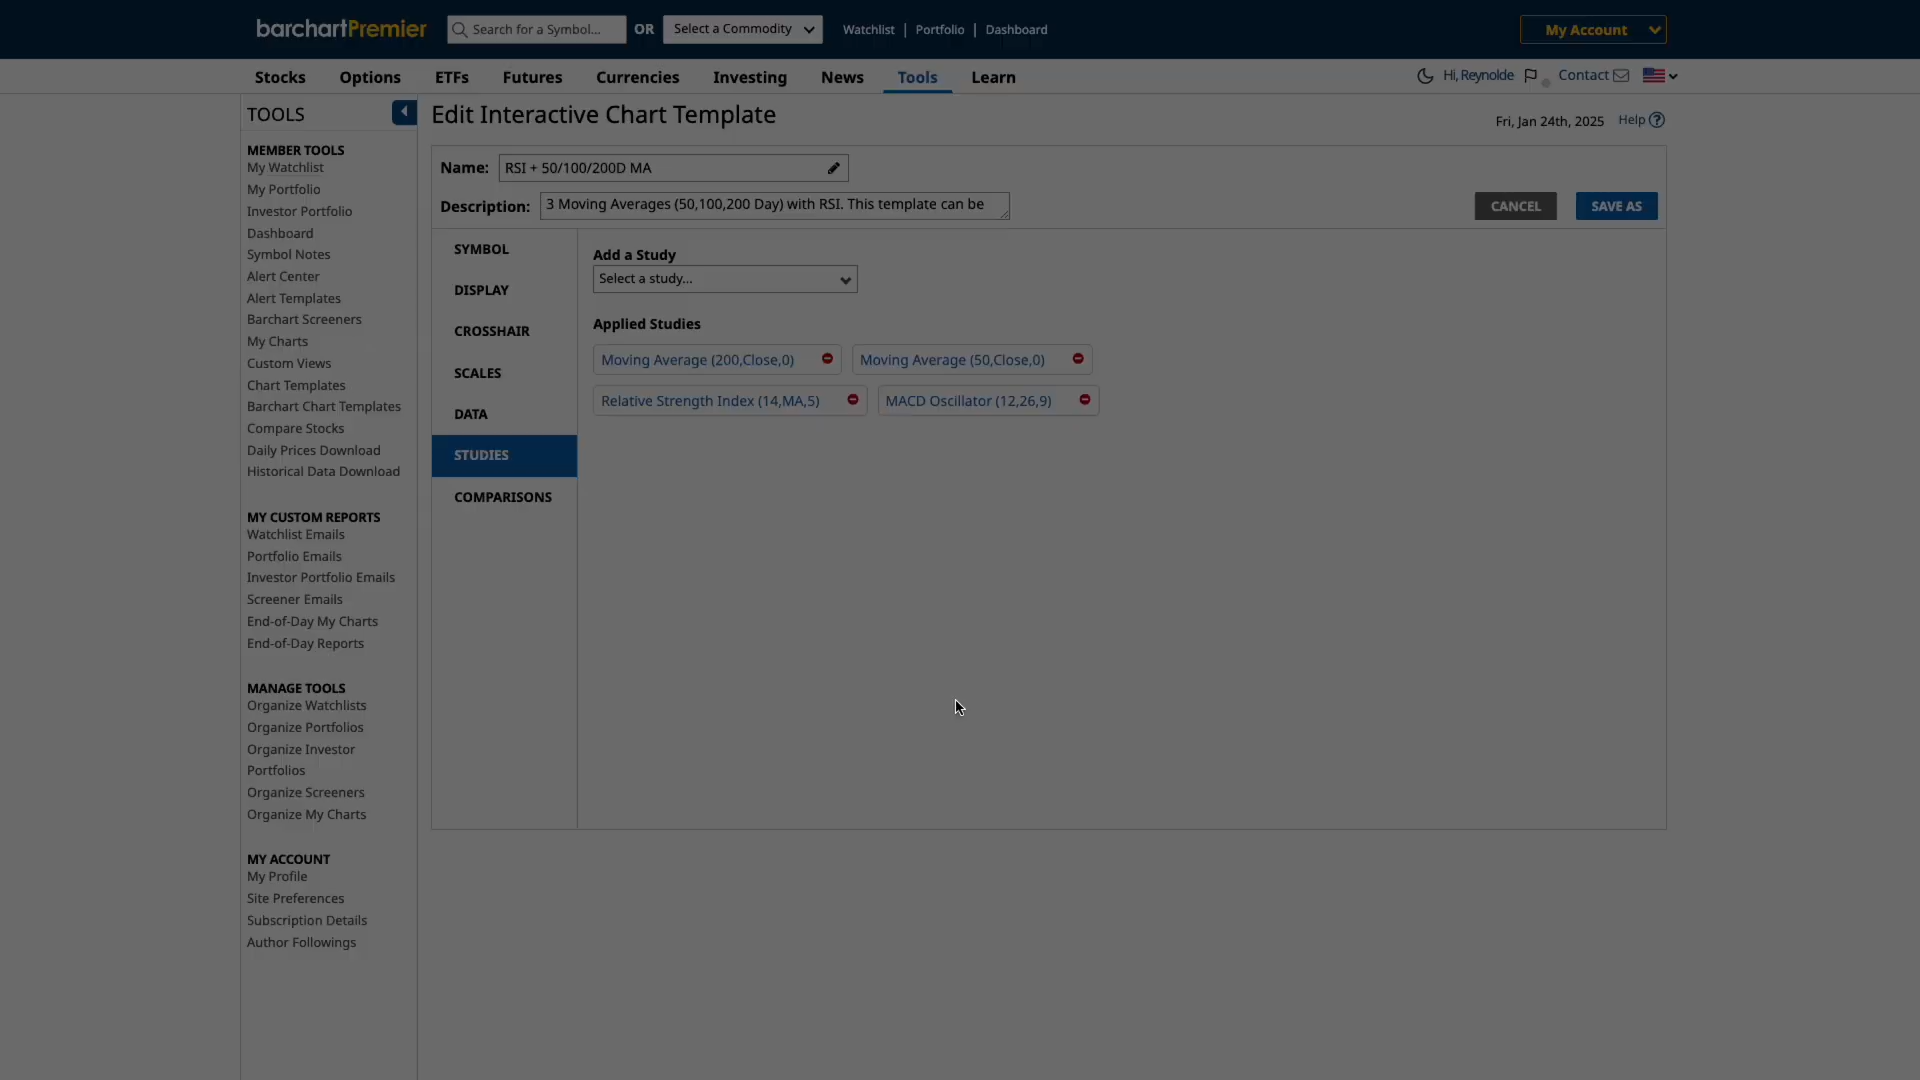 barchartPremier
Search for a Symbol...
OR
Select a Commodity
Watchlist | Portfolio | Dashboard
My Account
Stocks
Options
ETFs
Futures
Currencies
Investing
News
Tools
Learn
Hi, Reynolde
Contact
TOOLS
Edit Interactive Chart Template
Fri, Jan 24th, 2025
Help ?
MEMBER TOOLS
My Watchlist
My Portfolio
Investor Portfolio
Dashboard
Symbol Notes
Alert Center
Alert Templates
Barchart Screeners
My Charts
Custom Views
Chart Templates
Barchart Chart Templates
Compare Stocks
Daily Prices Download
Historical Data Download
MY CUSTOM REPORTS
Watchlist Emails
Portfolio Emails
Investor Portfolio Emails
Screener Emails
End-of-Day My Charts
End-of-Day Reports
MANAGE TOOLS
Organize Watchlists
Organize Portfolios
Organize Investor
Portfolios
Organize Screeners
Organize My Charts
MY ACCOUNT
My Profile
Site Preferences
Subscription Details
Author Followings
Name: RSI + 50/100/200D MA
Description: 3 Moving Averages (50,100,200 Day) with RSI. This template can be
CANCEL
SAVE AS
SYMBOL
DISPLAY
CROSSHAIR
SCALES
DATA
STUDIES
COMPARISONS
Add a Study
Select a study...
Applied Studies
Moving Average (200,Close,0)
Moving Average (50,Close,0)
Relative Strength Index (14,MA,5)
MACD Oscillator (12,26,9)